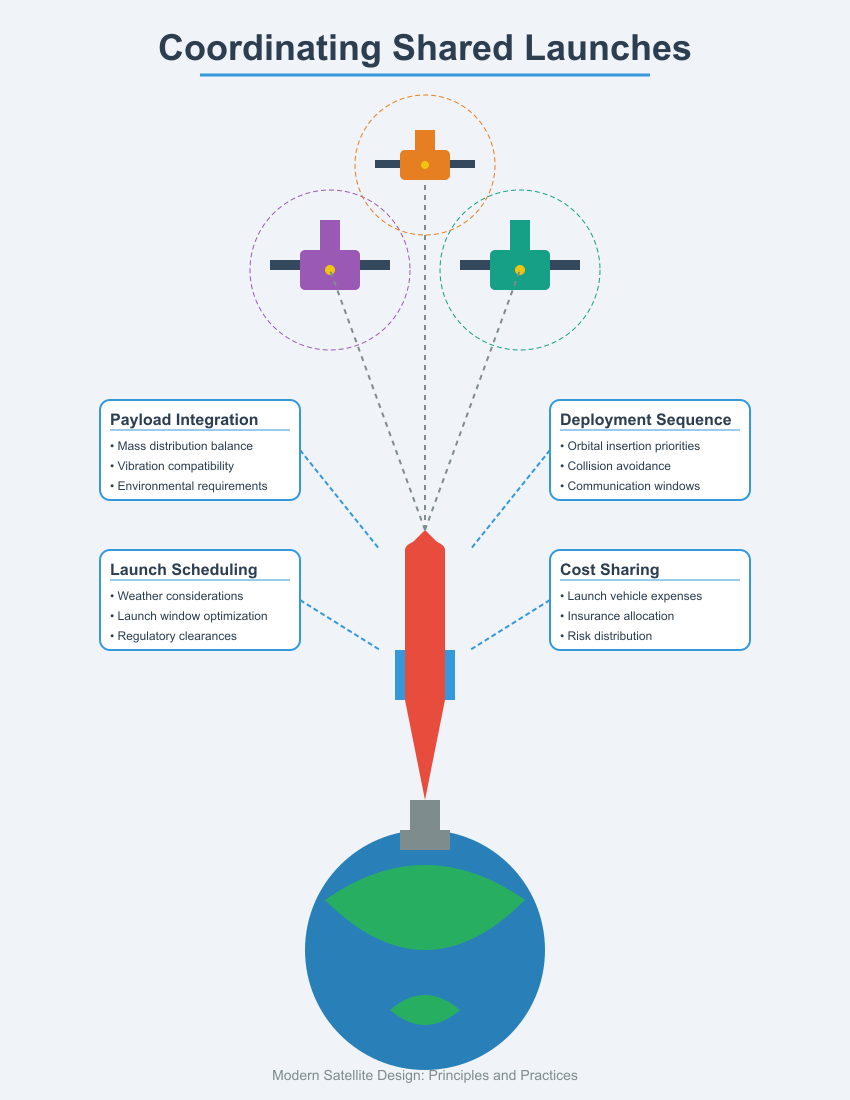 Coordinating Shared Launches
Payload Integration
• Mass distribution balance
• Vibration compatibility
• Environmental requirements
Deployment Sequence
• Orbital insertion priorities
• Collision avoidance
• Communication windows
Launch Scheduling
• Weather considerations
• Launch window optimization
• Regulatory clearances
Cost Sharing
• Launch vehicle expenses
• Insurance allocation
• Risk distribution
Modern Satellite Design: Principles and Practices